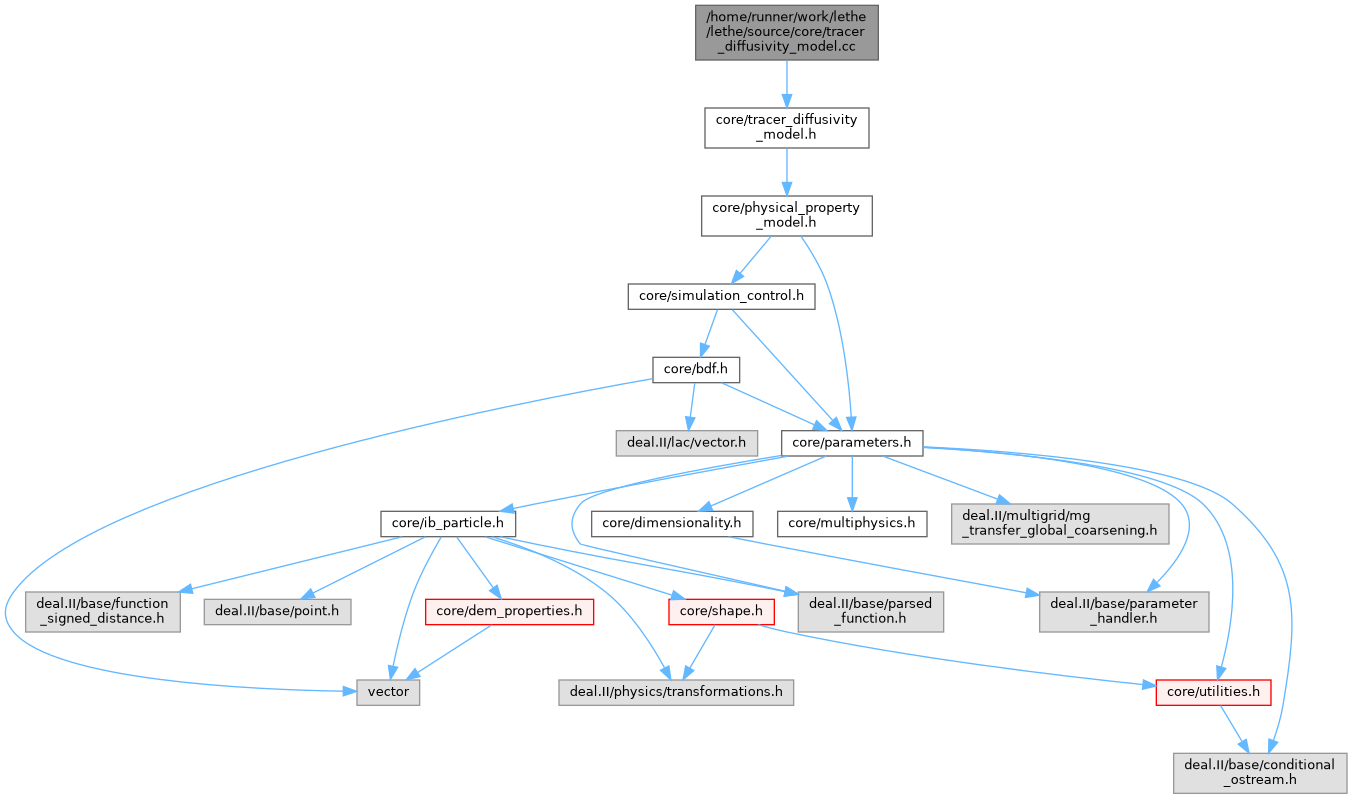 /home/runner/work/lethe
/lethe/source/core/tracer
_diffusivity_model.cc
core/tracer_diffusivity
_model.h
core/physical_property
_model.h
core/simulation_control.h
core/bdf.h
deal.II/lac/vector.h
core/parameters.h
core/ib_particle.h
core/dimensionality.h
core/multiphysics.h
deal.II/multigrid/mg
_transfer_global_coarsening.h
deal.II/base/function
_signed_distance.h
deal.II/base/point.h
core/dem_properties.h
core/shape.h
deal.II/base/parsed
_function.h
deal.II/base/parameter
_handler.h
vector
deal.II/physics/transformations.h
core/utilities.h
deal.II/base/conditional
_ostream.h